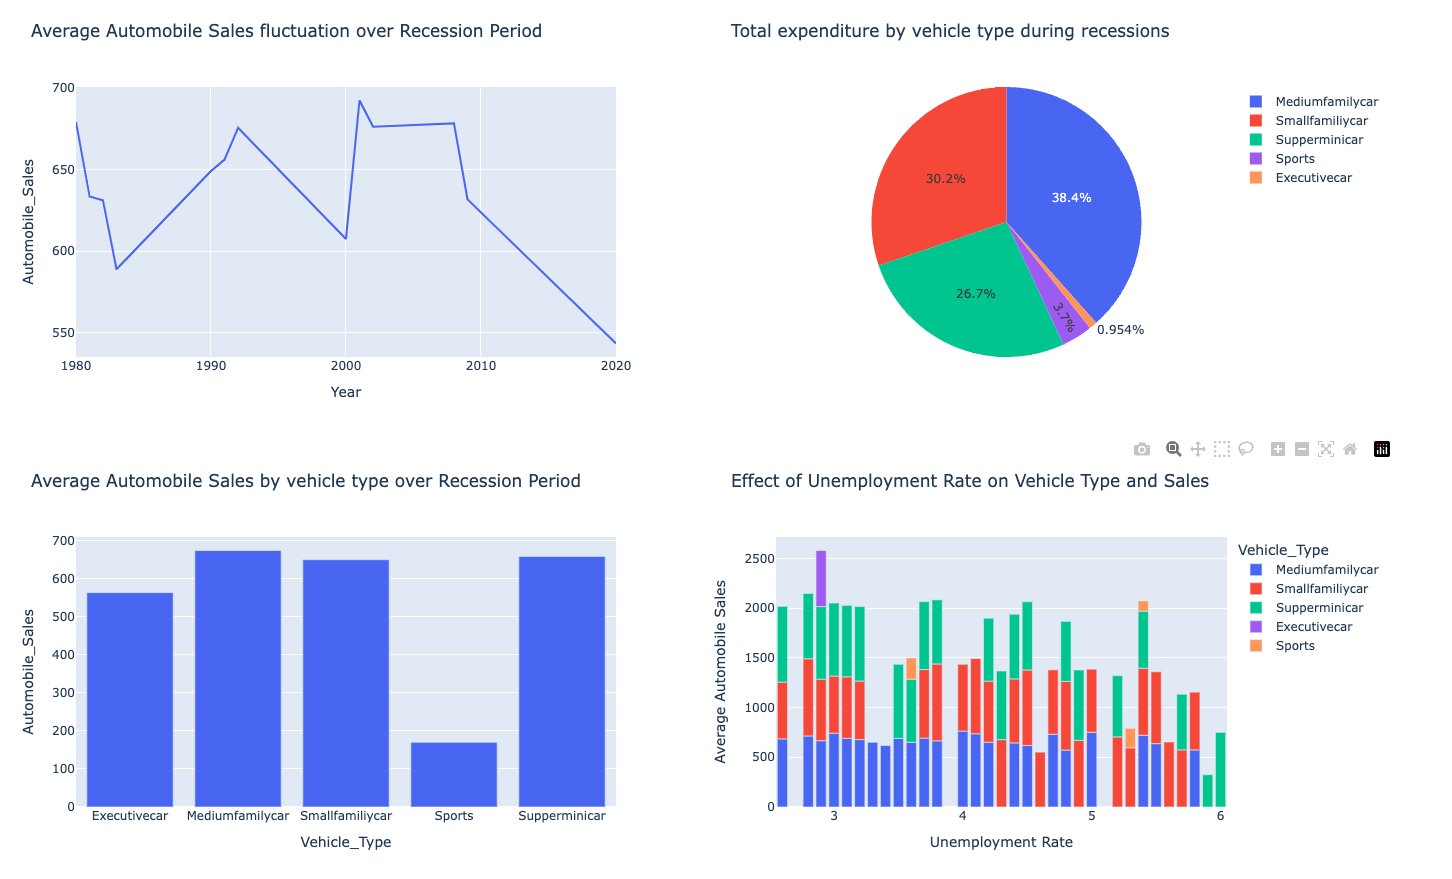 Average Automobile Sales fluctuation over Recession Period
700
650
600
550
Automobile_Sales
1980
1990
2000
2010
2020
Year
Total expenditure by vehicle type during recessions
30.2%
38.4%
26.7%
3.7%
0.954%
Mediumfamilycar
Smallfamiliycar
Supperminicar
Sports
Executivecar
Average Automobile Sales by vehicle type over Recession Period
700
600
500
400
300
200
100
0
Automobile_Sales
Executivecar
Mediumfamilycar
Smallfamiliycar
Sports
Supperminicar
Vehicle_Type
Effect of Unemployment Rate on Vehicle Type and Sales
2500
2000
1500
1000
500
0
Average Automobile Sales
3
4
5
6
Unemployment Rate
Vehicle_Type
Mediumfamilycar
Smallfamiliycar
Supperminicar
Executivecar
Sports